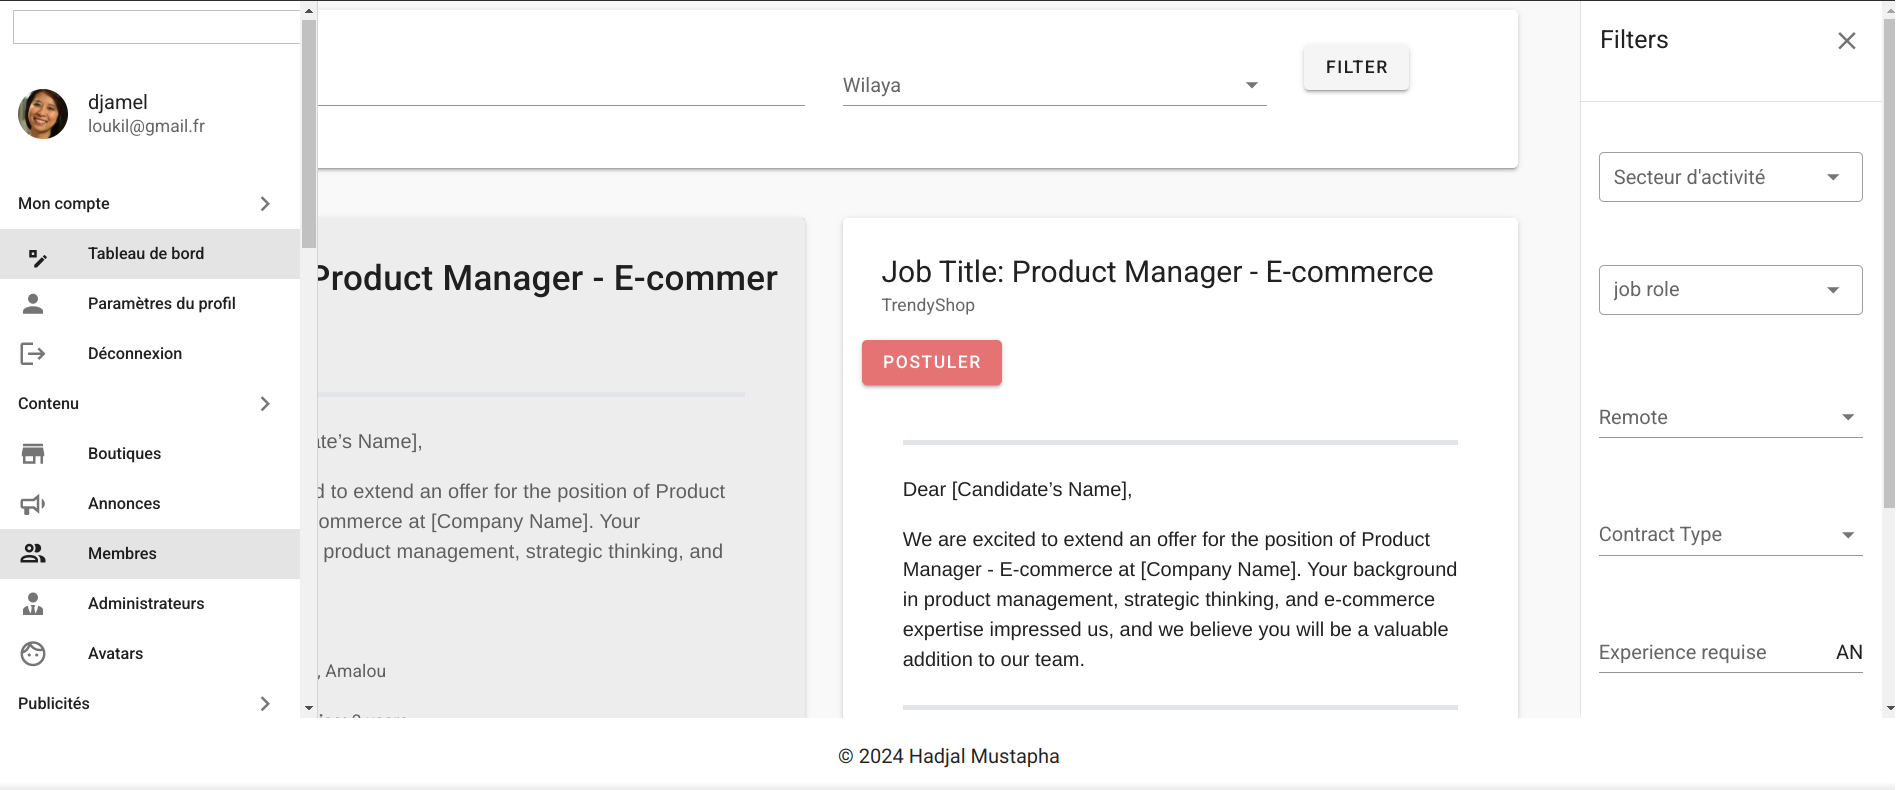 djamel
loukil@gmail.fr
Mon compte
Tableau de bord
Paramètres du profil
Déconnexion
Contenu
Boutiques
Annonces
Membres
Administrateurs
Avatars
Publicités
Wilaya
FILTER
Product Manager - E-commer
ate’s Name],
d to extend an offer for the position of Product
ommerce at [Company Name]. Your
product management, strategic thinking, and
, Amalou
Job Title: Product Manager - E-commerce
TrendyShop
POSTULER
Dear [Candidate’s Name],
We are excited to extend an offer for the position of Product
Manager - E-commerce at [Company Name]. Your background
in product management, strategic thinking, and e-commerce
expertise impressed us, and we believe you will be a valuable
addition to our team.
Filters
Secteur d'activité
job role
Remote
Contract Type
Experience requise AN
© 2024 Hadjal Mustapha